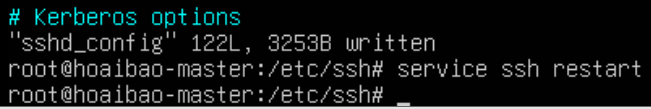 # Kerberos options
"sshd_config" 122L, 3253B written
root@hoaibao-master:/etc/ssh# service ssh restart
root@hoaibao-master:/etc/ssh# _